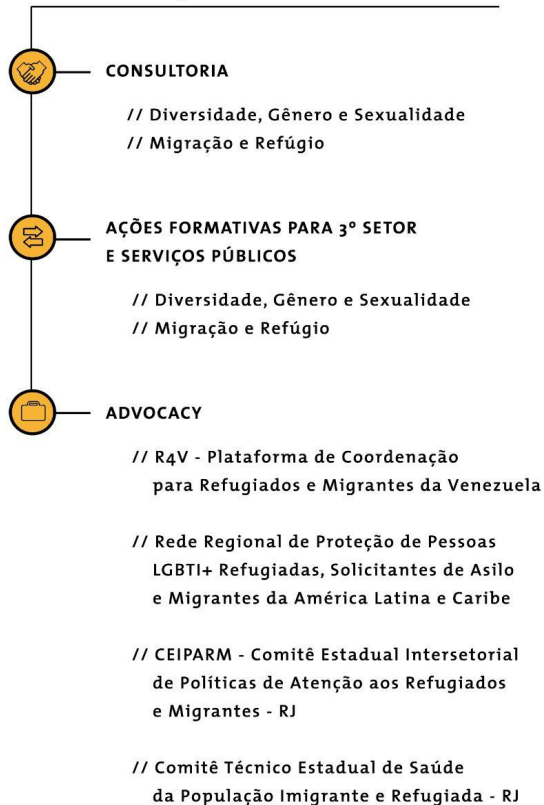 CONSULTORIA
// Diversidade, Gênero e Sexualidade
// Migração e Refúgio
AÇÕES FORMATIVAS PARA 3º SETOR
E SERVIÇOS PÚBLICOS
// Diversidade, Gênero e Sexualidade
// Migração e Refúgio
ADVOCACY
// R4V - Plataforma de Coordenação
para Refugiados e Migrantes da Venezuela
// Rede Regional de Proteção de Pessoas
LGBTI+ Refugiadas, Solicitantes de Asilo
e Migrantes da América Latina e Caribe
// CEIPARM - Comitê Estadual Intersetorial
de Políticas de Atenção aos Refugiados
e Migrantes - RJ
// Comitê Técnico Estadual de Saúde
da População Imigrante e Refugiada - RJ